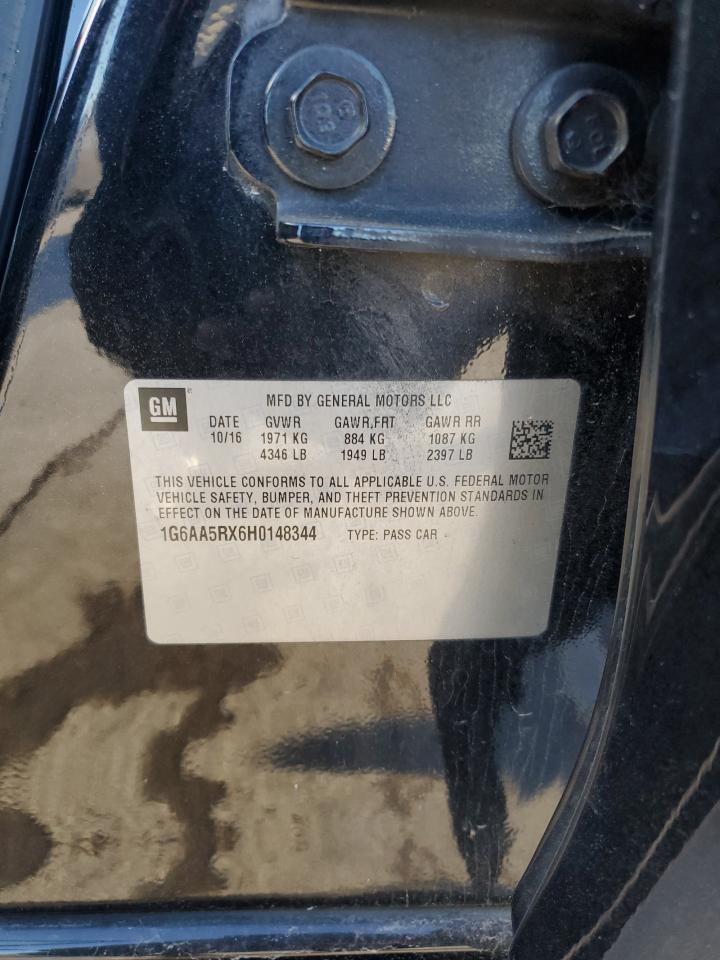 GM
MFD BY GENERAL MOTORS LLC
DATE GVWR GAWR,FRT GAWR RR
10/16 1971 KG 884 KG 1087 KG
4346 LB 1949 LB 2397 LB
THIS VEHICLE CONFORMS TO ALL APPLICABLE U.S. FEDERAL MOTOR
VEHICLE SAFETY, BUMPER, AND THEFT PREVENTION STANDARDS IN
EFFECT ON THE DATE OF MANUFACTURE SHOWN ABOVE.
1G6AA5RX6H0148344 TYPE: PASS CAR